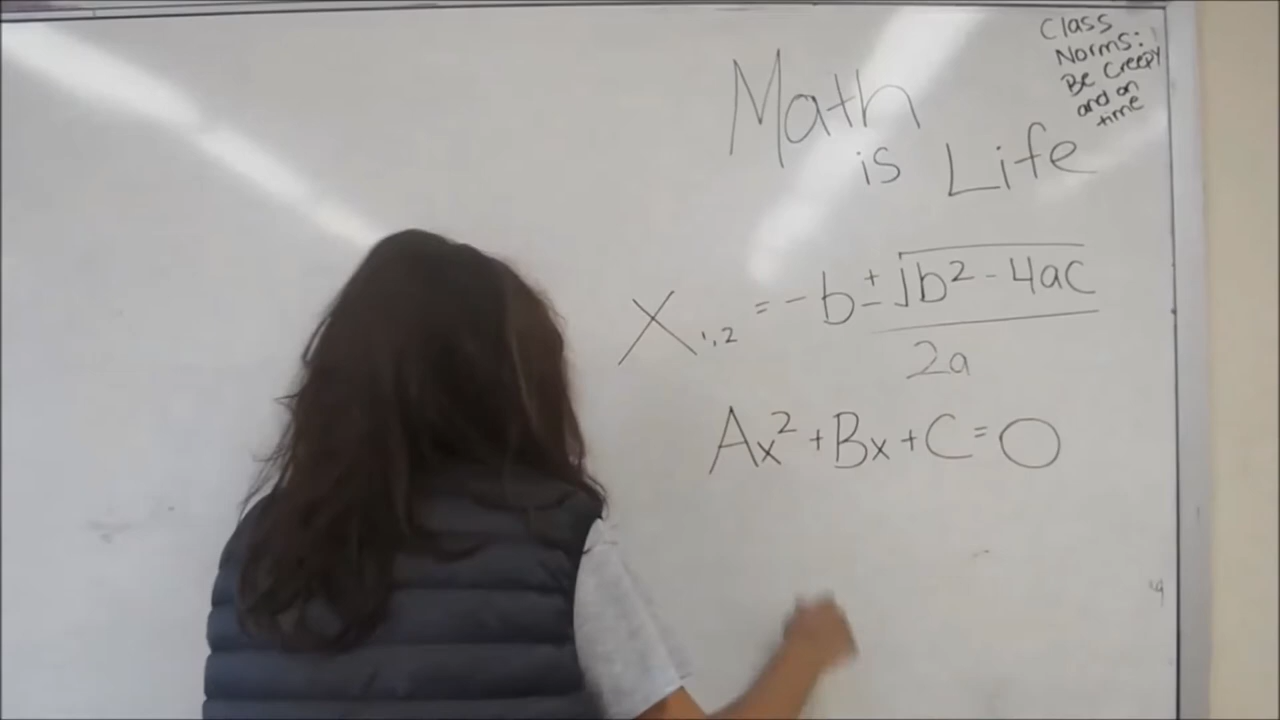 Class
Norms:
Be Creepy
and on
time
Math
is Life
X₁,₂ = -b ± √b² - 4ac
2a
Ax² + Bx + C = 0